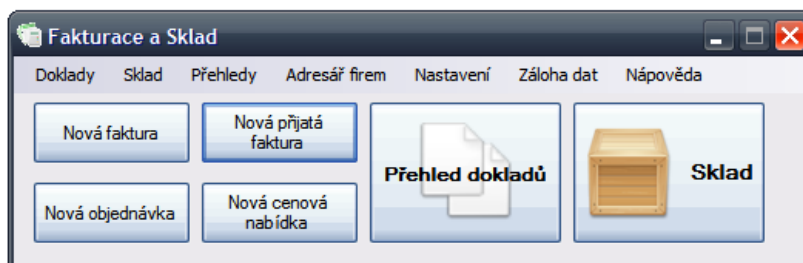 Fakturace a Sklad
Doklady Sklad Přehledy Adresář firem Nastavení Záloha dat Nápověda
Nová faktura
Nová přijatá
faktura
Přehled dokladů
Sklad
Nová objednávka
Nová cenová
nabídka